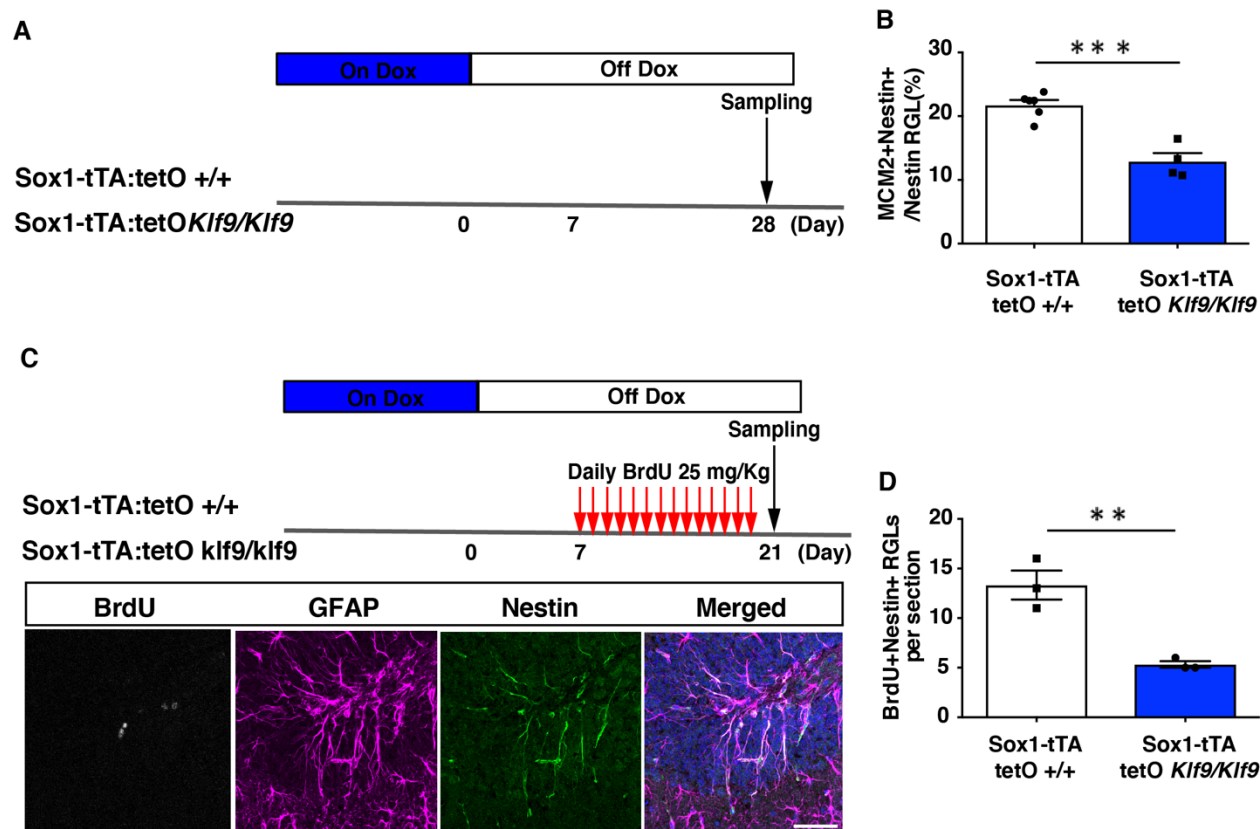 A
On Dox Off Dox
Sampling
Sox1-tTA:tetO +/+
Sox1-tTA:tetOKlf9/Klf9
0 7 28 (Day)
B
MCM2+Nestin+
/Nestin RGL(%)
30
20
10
0
***
Sox1-tTA
tetO +/+
Sox1-tTA
tetO Klf9/Klf9
C
On Dox Off Dox
Sampling
Daily BrdU 25 mg/Kg
Sox1-tTA:tetO +/+
Sox1-tTA:tetO klf9/klf9
0 7 21 (Day)
BrdU GFAP Nestin Merged
D
BrdU+Nestin+ RGLs
per section
20
15
10
5
0
**
Sox1-tTA
tetO +/+
Sox1-tTA
tetO Klf9/Klf9